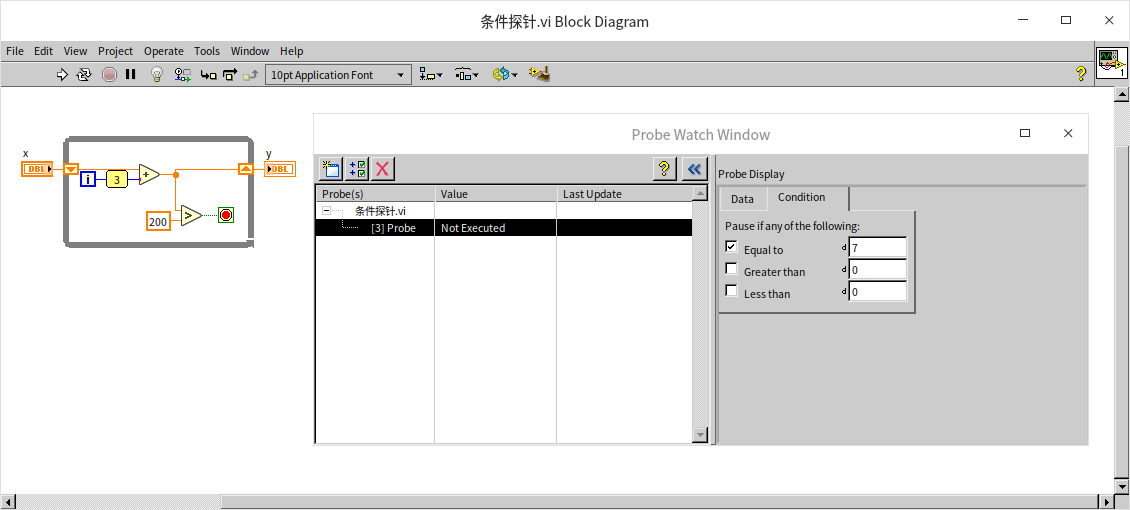 条件探针.vi Block Diagram
File Edit View Project Operate Tools Window Help
10pt Application Font
?
1
x
DBL
i
3
+
200
>
y
DBL
Probe Watch Window
?
Probe(s) Value Last Update
条件探针.vi
[3] Probe Not Executed
Probe Display
Data Condition
Pause if any of the following:
Equal to 7
Greater than 0
Less than 0